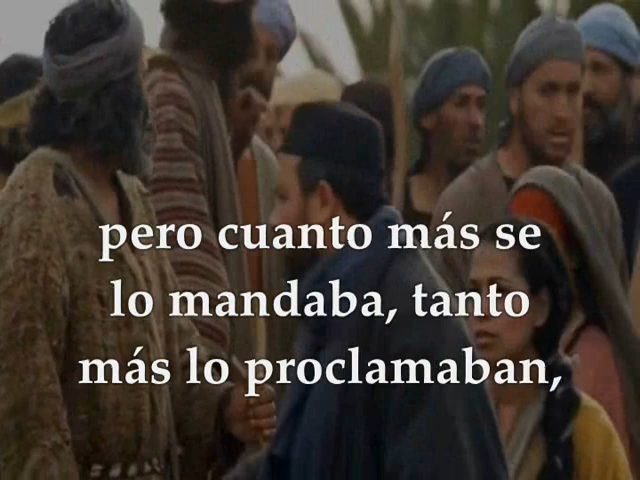 pero cuanto más se
lo mandaba, tanto
más lo proclamaban,